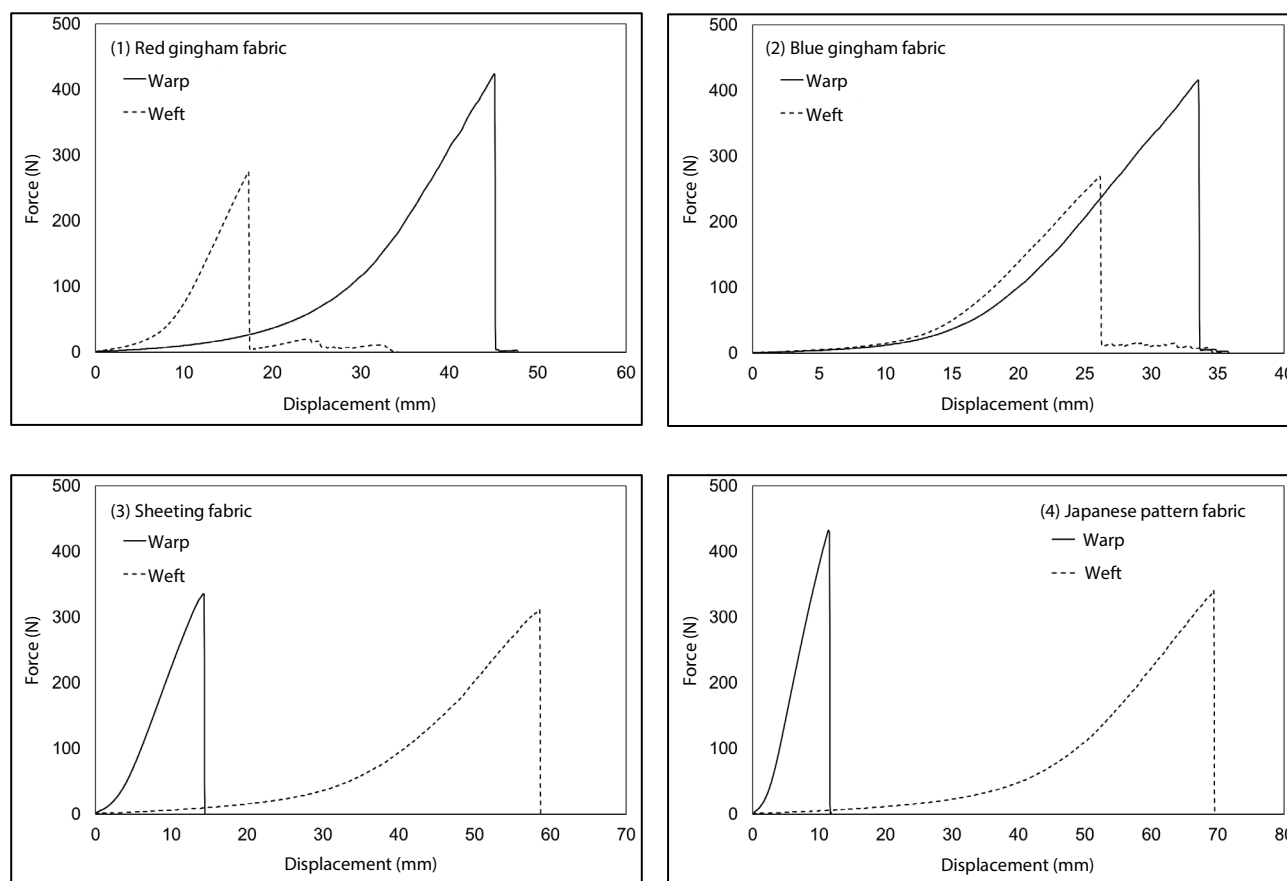 (1) Red gingham fabric
Warp
Weft
Force (N)
500
400
300
200
100
0
0 10 20 30 40 50 60
Displacement (mm)
(2) Blue gingham fabric
Warp
Weft
Force (N)
500
400
300
200
100
0
0 5 10 15 20 25 30 35 40
Displacement (mm)
(3) Sheeting fabric
Warp
Weft
Force (N)
500
400
300
200
100
0
0 10 20 30 40 50 60 70
Displacement (mm)
(4) Japanese pattern fabric
Warp
Weft
Force (N)
500
400
300
200
100
0
0 10 20 30 40 50 60 70 80
Displacement (mm)